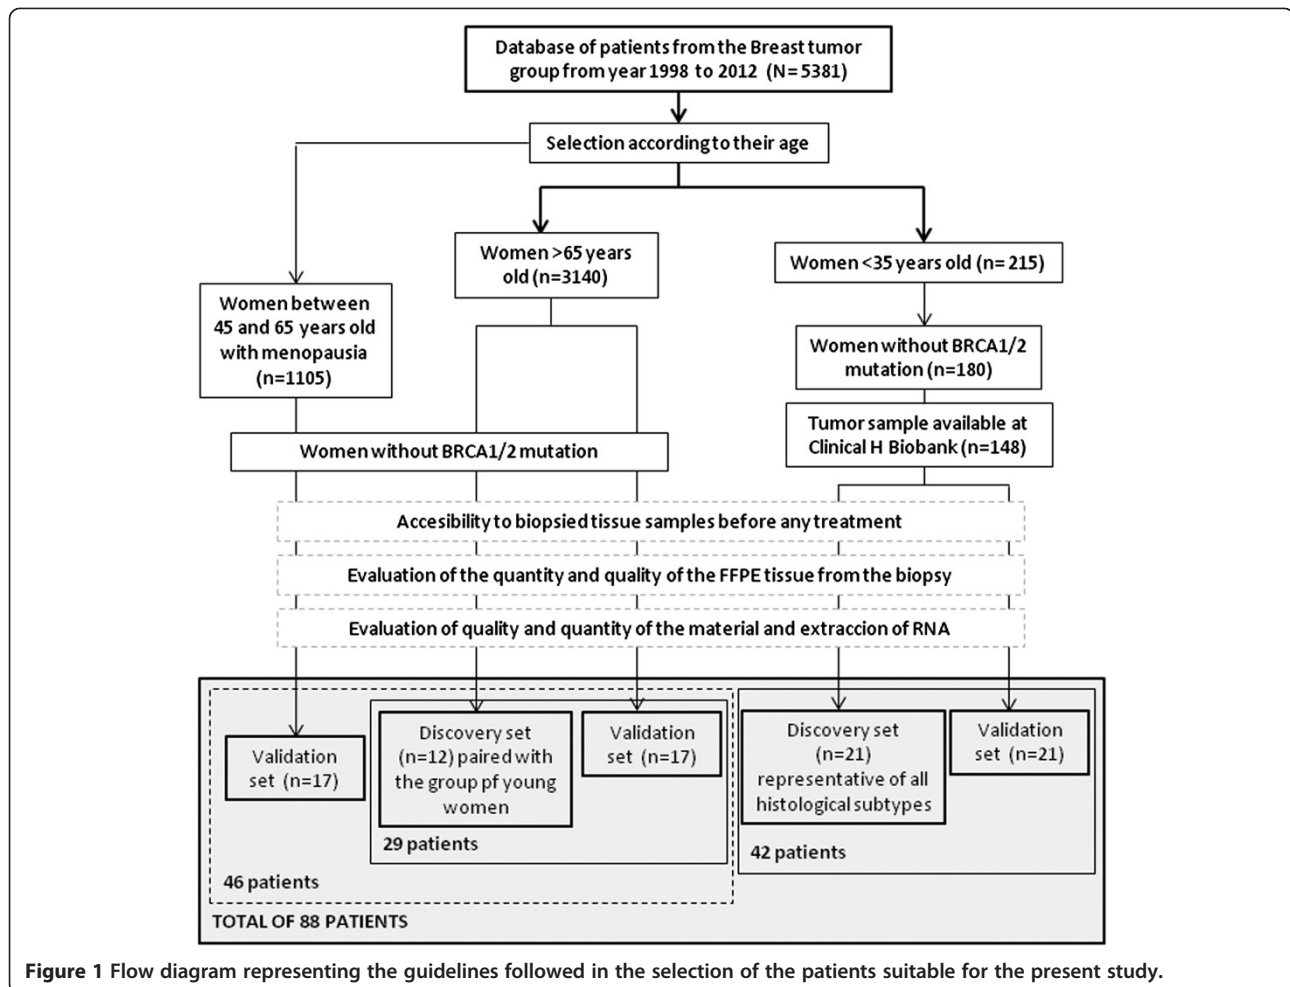 Database of patients from the Breast tumor
group from year 1998 to 2012 (N= 5381)
Selection according to their age
Women >65 years
old (n=3140)
Women <35 years old (n= 215)
Women between
45 and 65 years old
with menopausia
(n=1105)
Women without BRCA1/2
mutation (n=180)
Women without BRCA1/2 mutation
Tumor sample available at
Clinical H Biobank (n=148)
Accesibility to biopsied tissue samples before any treatment
Evaluation of the quantity and quality of the FFPE tissue from the biopsy
Evaluation of quality and quantity of the material and extraccion of RNA
Validation
set (n=17)
Discovery set
(n=12) paired with
the group pf young
women
Validation
set (n=17)
Discovery set
(n=21)
representative of all
histological subtypes
Validation
set (n=21)
29 patients
42 patients
46 patients
TOTAL OF 88 PATIENTS
Figure 1 Flow diagram representing the guidelines followed in the selection of the patients suitable for the present study.